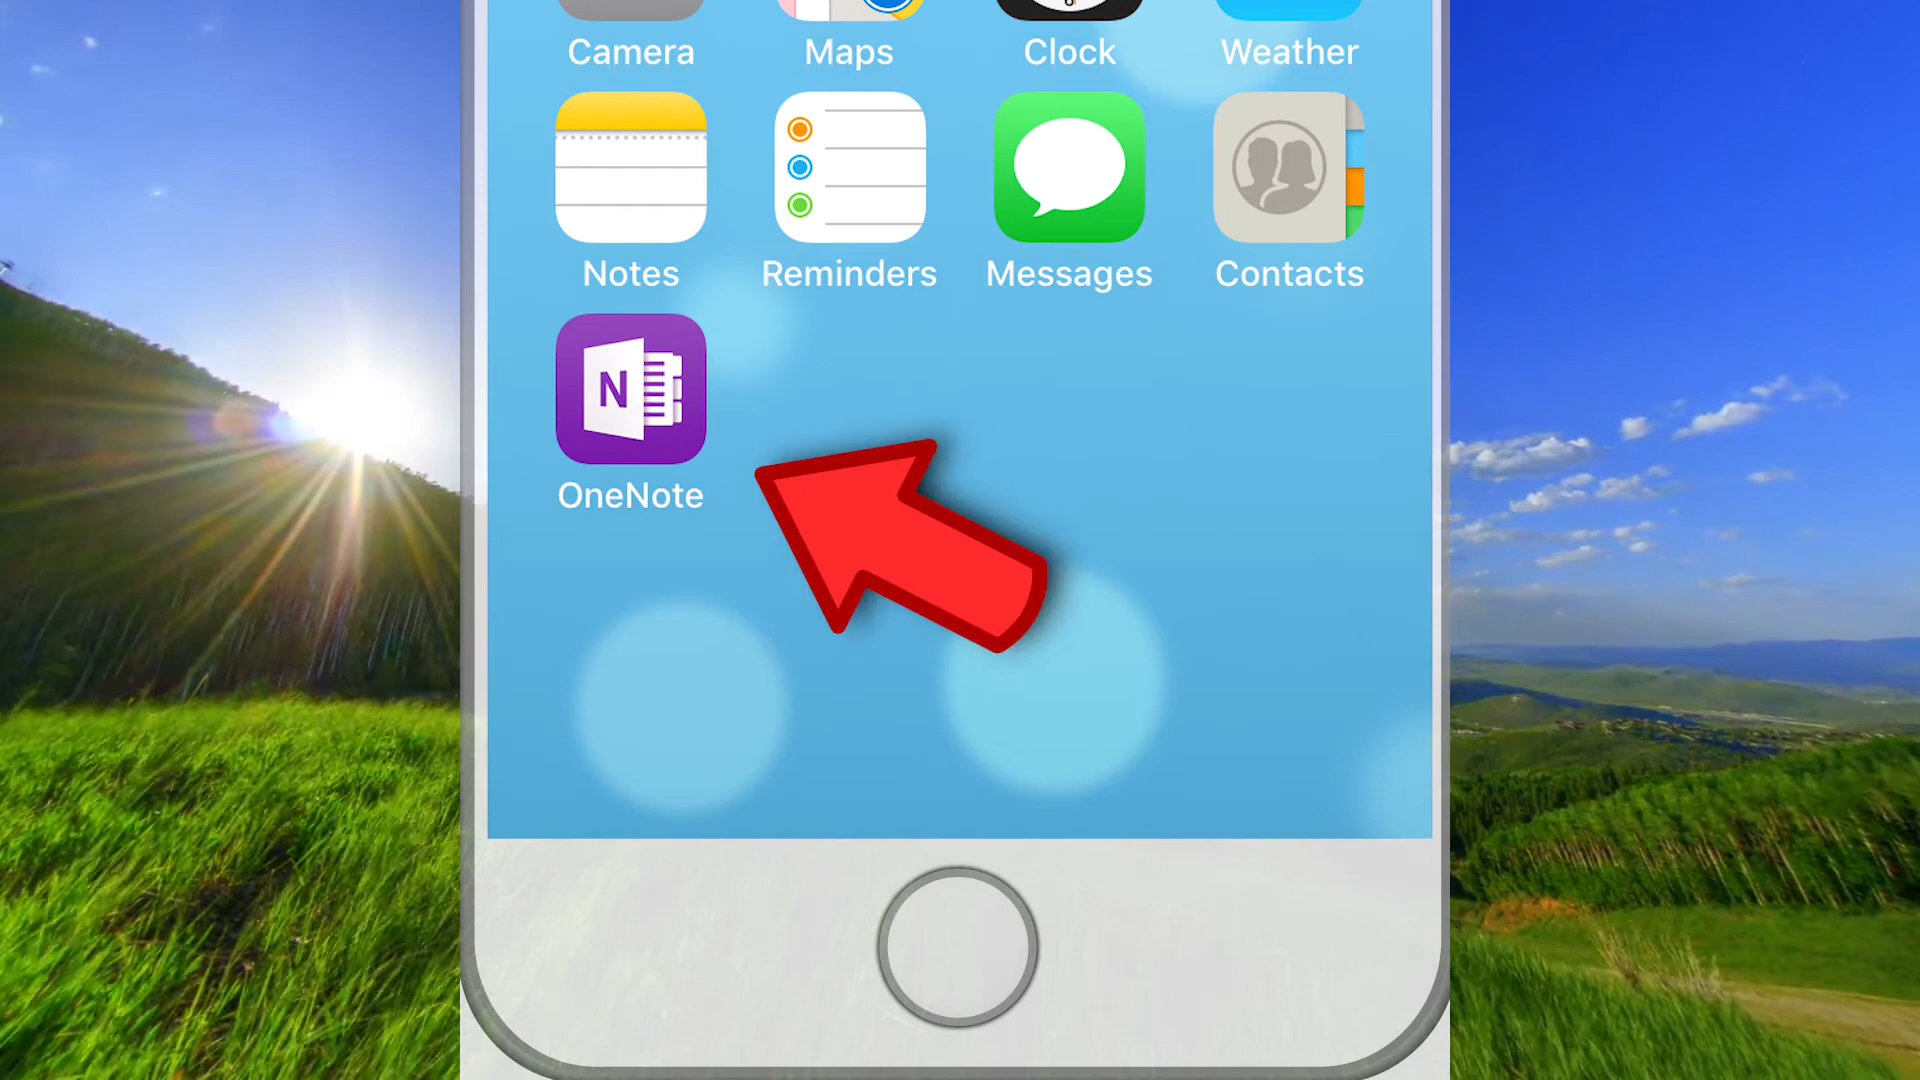 Camera Maps Clock Weather
Notes Reminders Messages Contacts
N
OneNote